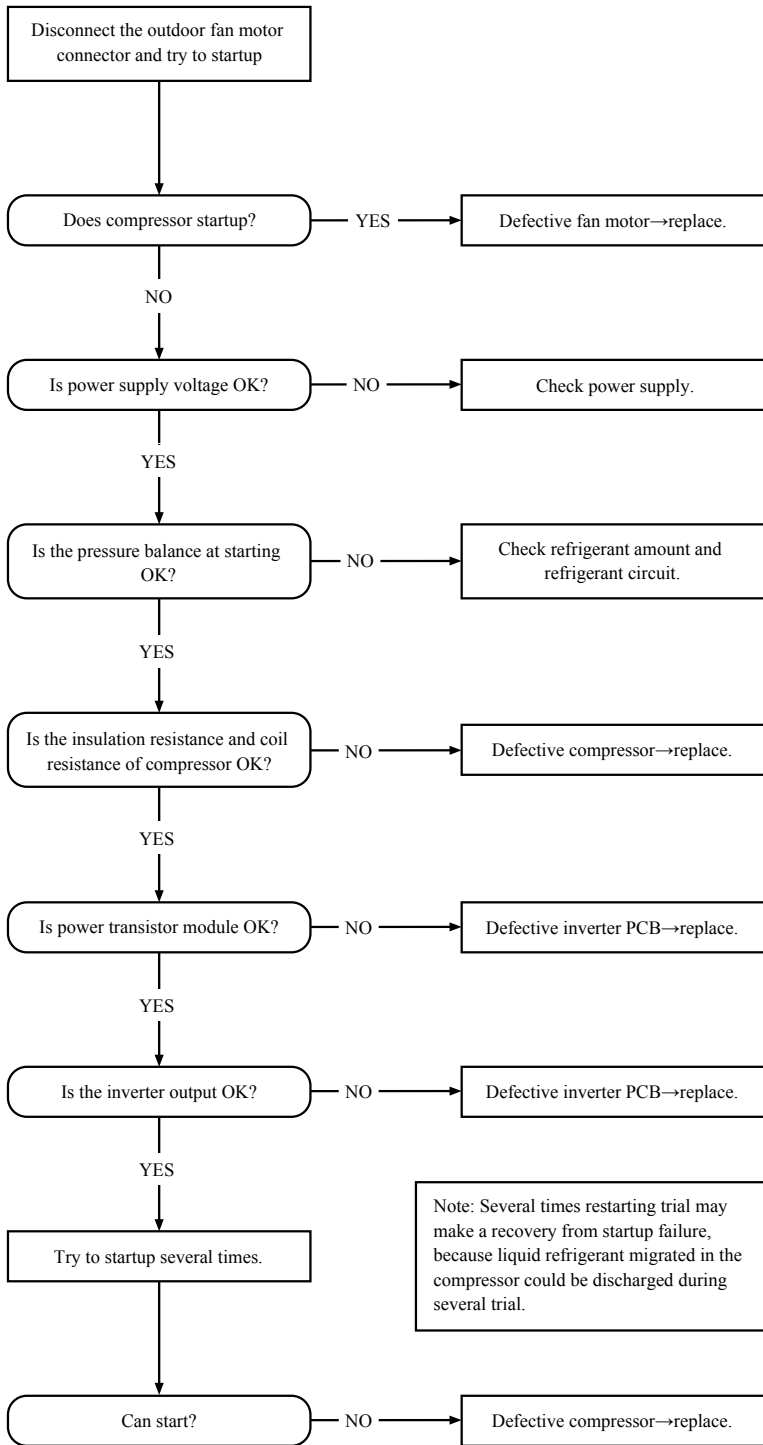 Disconnect the outdoor fan motor
connector and try to startup
Does compressor startup?
YES
Defective fan motor→replace.
NO
Is power supply voltage OK?
NO
Check power supply.
YES
Is the pressure balance at starting
OK?
NO
Check refrigerant amount and
refrigerant circuit.
YES
Is the insulation resistance and coil
resistance of compressor OK?
NO
Defective compressor→replace.
YES
Is power transistor module OK?
NO
Defective inverter PCB→replace.
YES
Is the inverter output OK?
NO
Defective inverter PCB→replace.
YES
Try to startup several times.
Note: Several times restarting trial may
make a recovery from startup failure,
because liquid refrigerant migrated in the
compressor could be discharged during
several trial.
Can start?
NO
Defective compressor→replace.